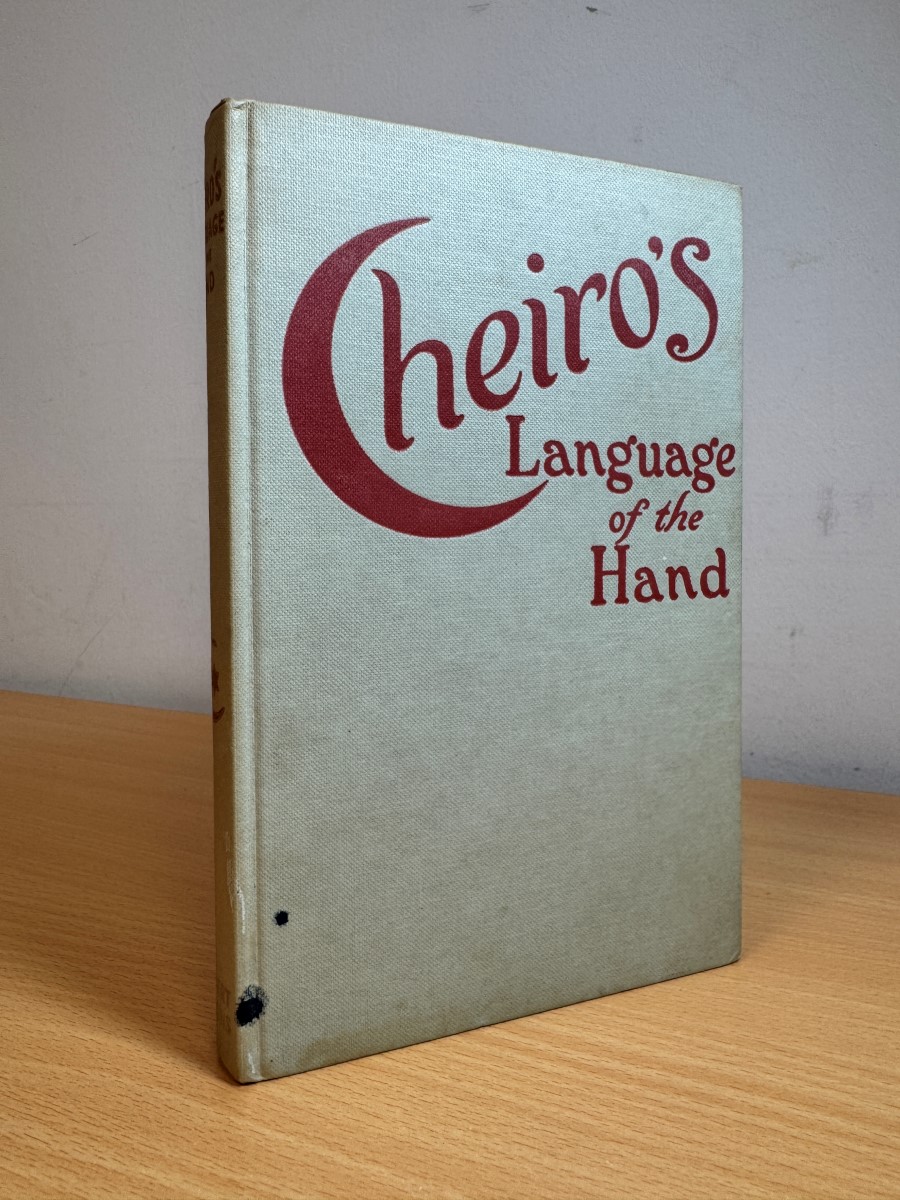 Cheiro's
Language
of the
Hand